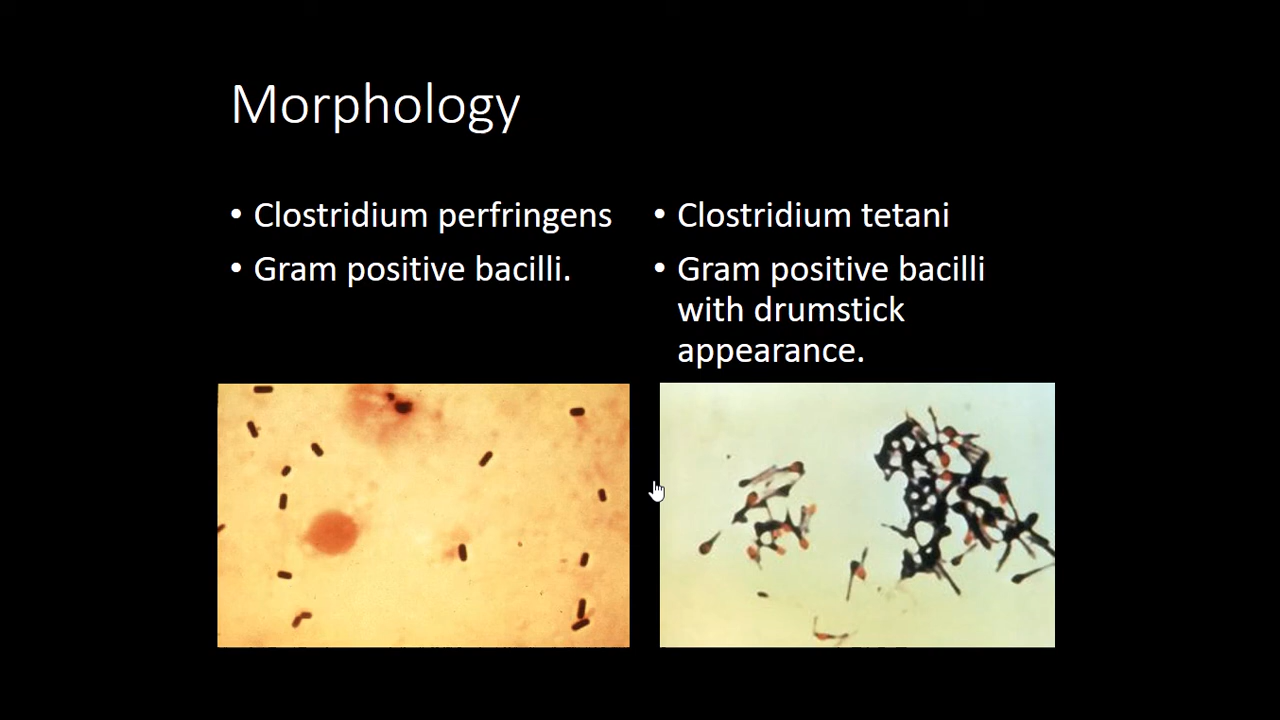 Morphology
• Clostridium perfringens
• Gram positive bacilli.
• Clostridium tetani
• Gram positive bacilli
with drumstick
appearance.